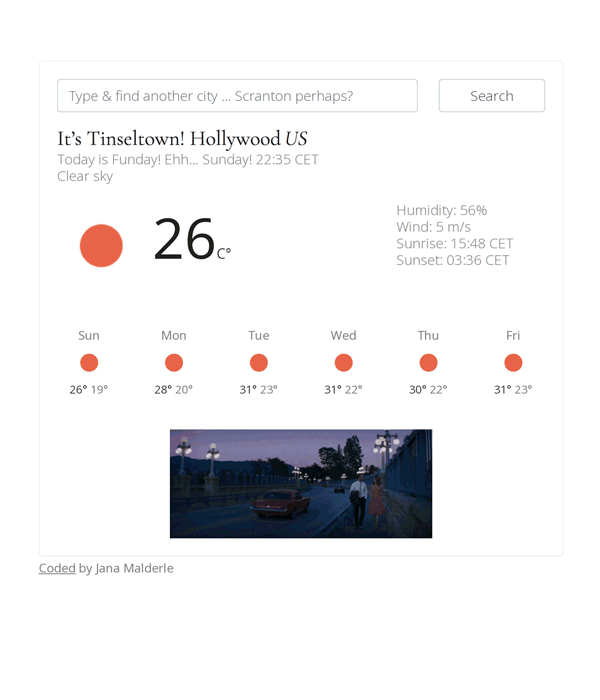 Type & find another city ... Scranton perhaps?
Search
It's Tinseltown! Hollywood US
Today is Funday! Ehh... Sunday! 22:35 CET
Clear sky
26C°
Humidity: 56%
Wind: 5 m/s
Sunrise: 15:48 CET
Sunset: 03:36 CET
Sun Mon Tue Wed Thu Fri
26° 19° 28° 20° 31° 23° 31° 22° 30° 22° 31° 23°
Coded by Jana Malderle